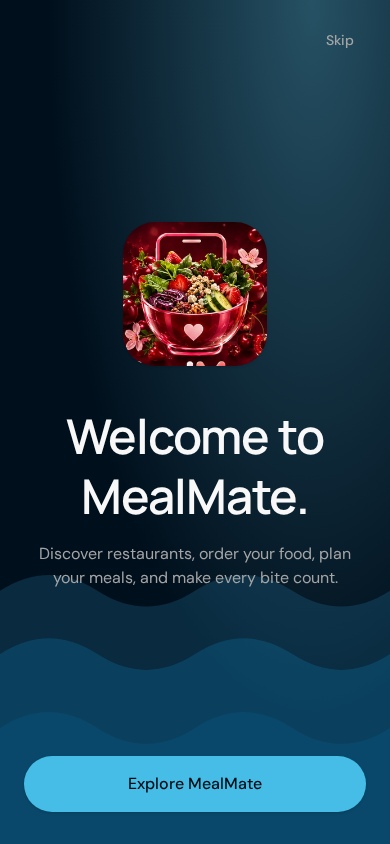 Skip
Welcome to
MealMate.
Discover restaurants, order your food, plan
your meals, and make every bite count.
Explore MealMate